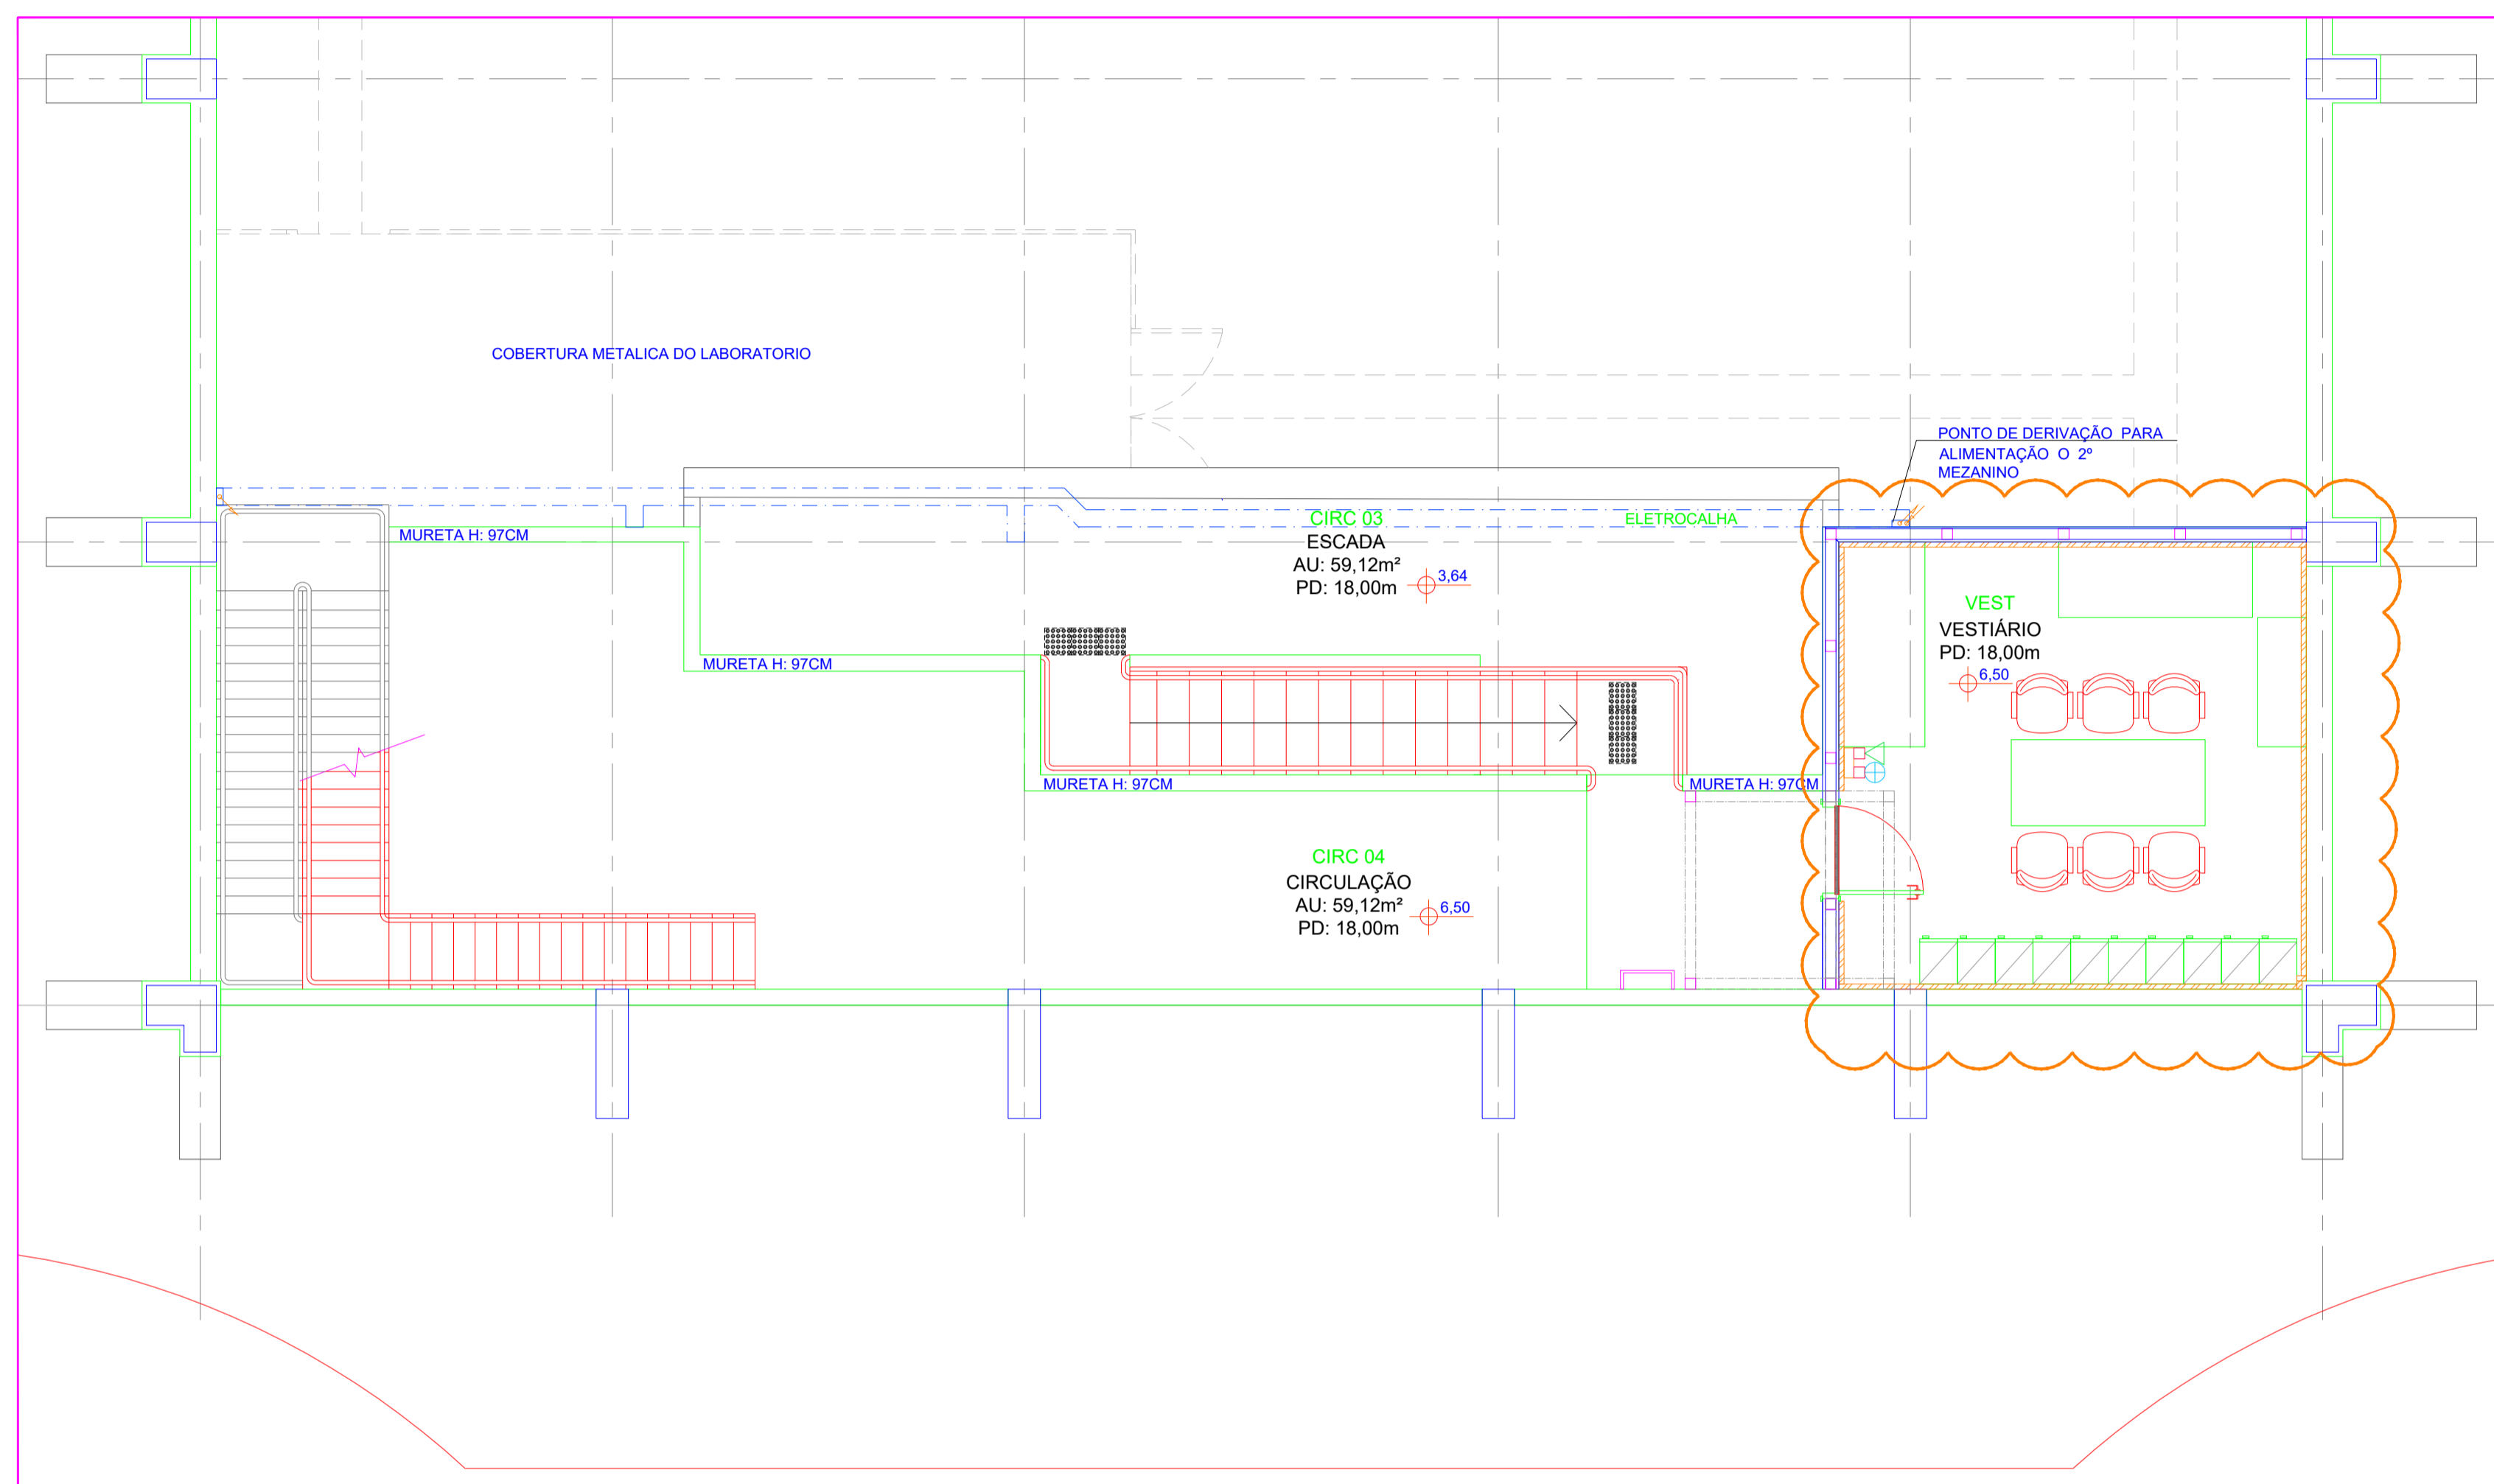 COBERTURA METALICA DO LABORATORIO
PONTO DE DERIVAÇÃO PARA
ALIMENTAÇÃO O 2º
MEZANINO
MURETA H: 97CM
CIRC 03
ESCADA
AU: 59,12m²
PD: 18,00m
3,64
ELETROCALHA
VEST
VESTIÁRIO
PD: 18,00m
6,50
MURETA H: 97CM
MURETA H: 97CM
MURETA H: 97CM
CIRC 04
CIRCULAÇÃO
AU: 59,12m²
PD: 18,00m
6,50